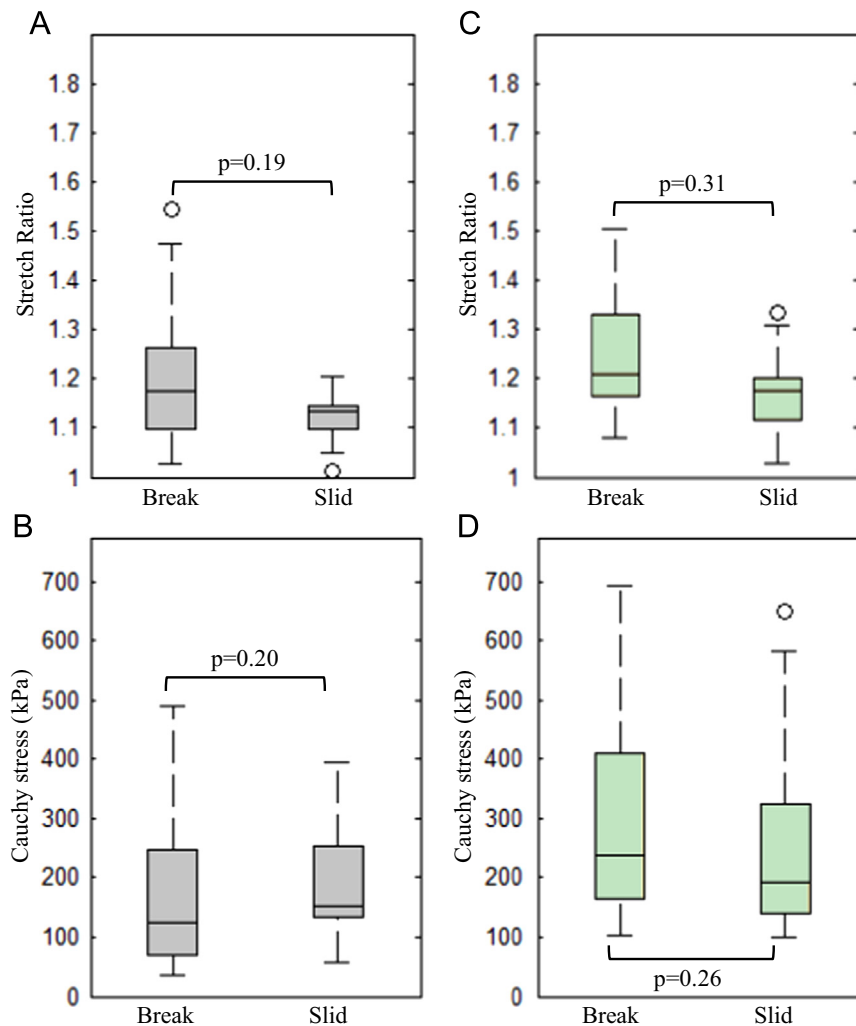 A
Stretch Ratio
1.8
1.7
1.6
1.5
1.4
1.3
1.2
1.1
1
p=0.19
Break Slid
C
Stretch Ratio
1.8
1.7
1.6
1.5
1.4
1.3
1.2
1.1
1
p=0.31
Break Slid
B
Cauchy stress (kPa)
700
600
500
400
300
200
100
0
p=0.20
Break Slid
D
Cauchy stress (kPa)
700
600
500
400
300
200
100
0
p=0.26
Break Slid